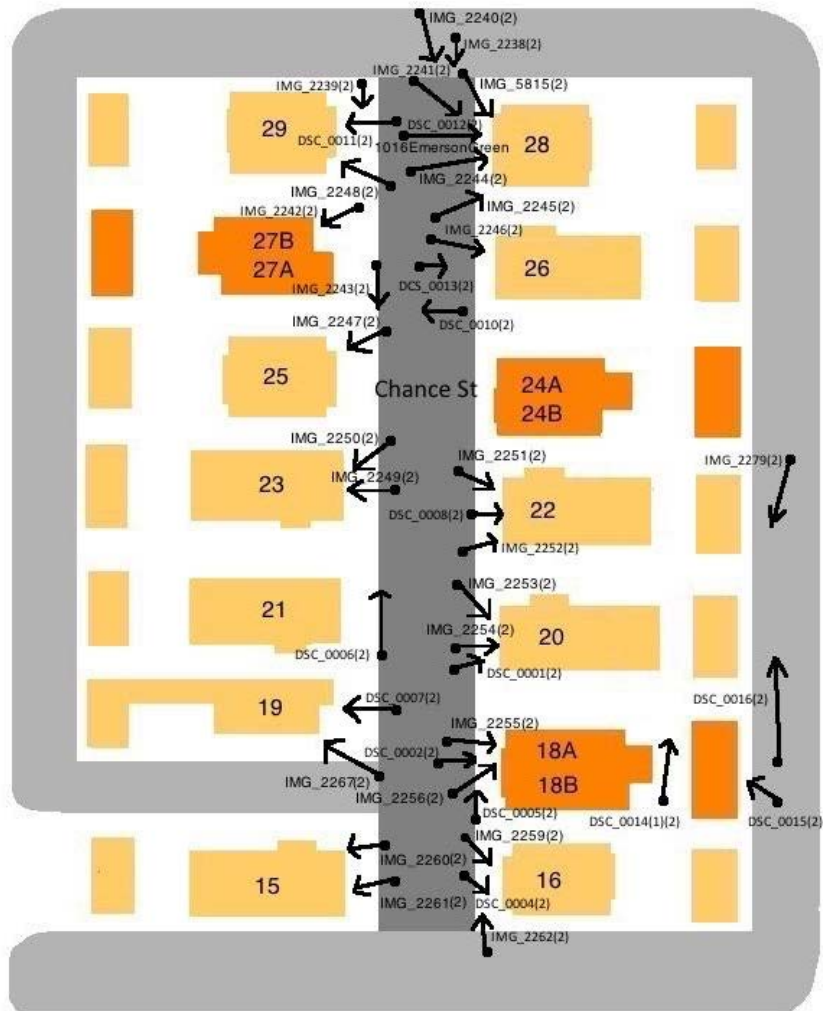 IMG_2240(2)
IMG_2238(2)
IMG_2241(2)
IMG_2239(2)
IMG_5815(2)
DSC_0012(2)
29
DSC_0011(2)
1016EmersonGreen
28
IMG_2244(2)
IMG_2248(2)
IMG_2245(2)
IMG_2242(2)
IMG_2246(2)
27B
27A
26
DCS_0013(2)
IMG_2243(2)
IMG_2247(2)
DSC_0010(2)
25
Chance St
24A
24B
IMG_2250(2)
IMG_2251(2)
IMG_2279(2)
IMG_2249(2)
23
DSC_0008(2)
22
IMG_2252(2)
IMG_2253(2)
21
IMG_2254(2)
20
DSC_0006(2)
DSC_0001(2)
DSC_0007(2)
DSC_0016(2)
19
IMG_2255(2)
DSC_0002(2)
18A
IMG_2267(2)
18B
IMG_2256(2)
DSC_0005(2)
DSC_0014(1)(2)
DSC_0015(2)
IMG_2259(2)
IMG_2260(2)
15
16
IMG_2261(2)
DSC_0004(2)
IMG_2262(2)